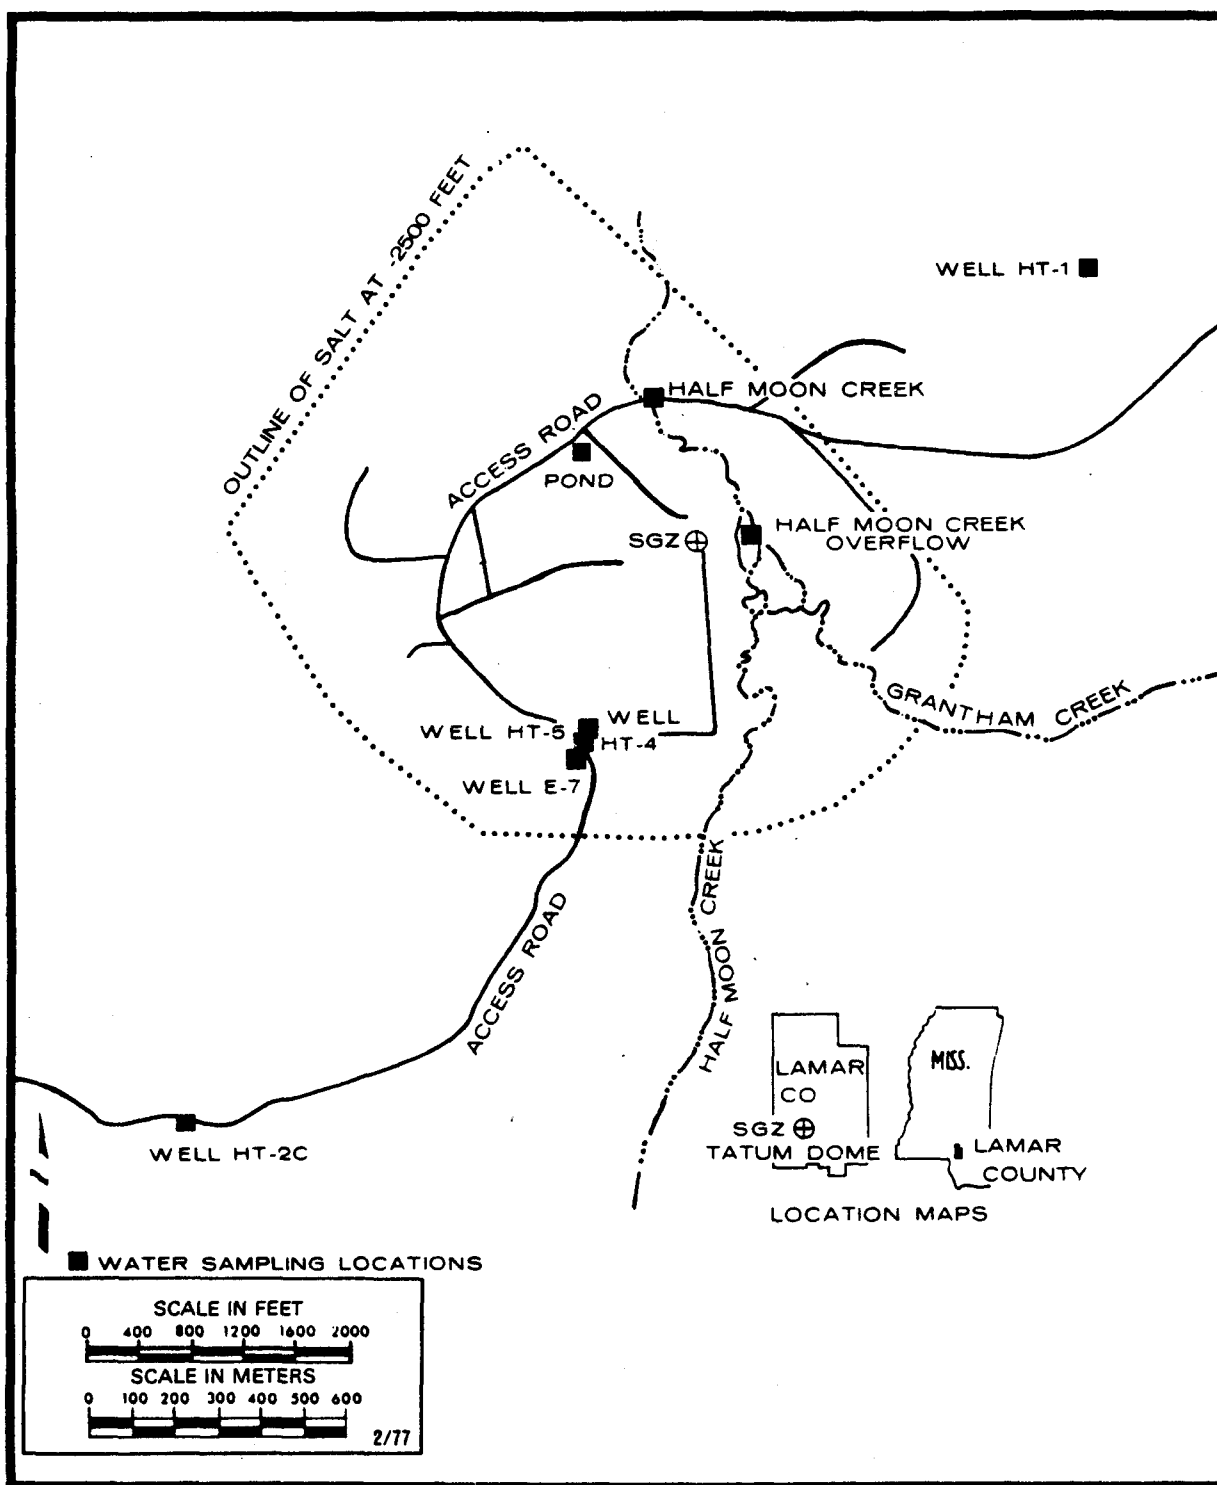 OUTLINE OF SALT AT -2500 FEET
WELL HT-1
HALF MOON CREEK
ACCESS ROAD
POND
HALF MOON CREEK
OVERFLOW
SGZ
GRANTHAM CREEK
WELL HT-5
WELL
HT-4
WELL E-7
HALF MOON CREEK
ACCESS ROAD
WELL HT-2C
LAMAR
CO
SGZ
TATUM DOME
MISS.
LAMAR
COUNTY
LOCATION MAPS
WATER SAMPLING LOCATIONS
SCALE IN FEET
0 400 800 1200 1600 2000
SCALE IN METERS
0 100 200 300 400 500 600
2/77